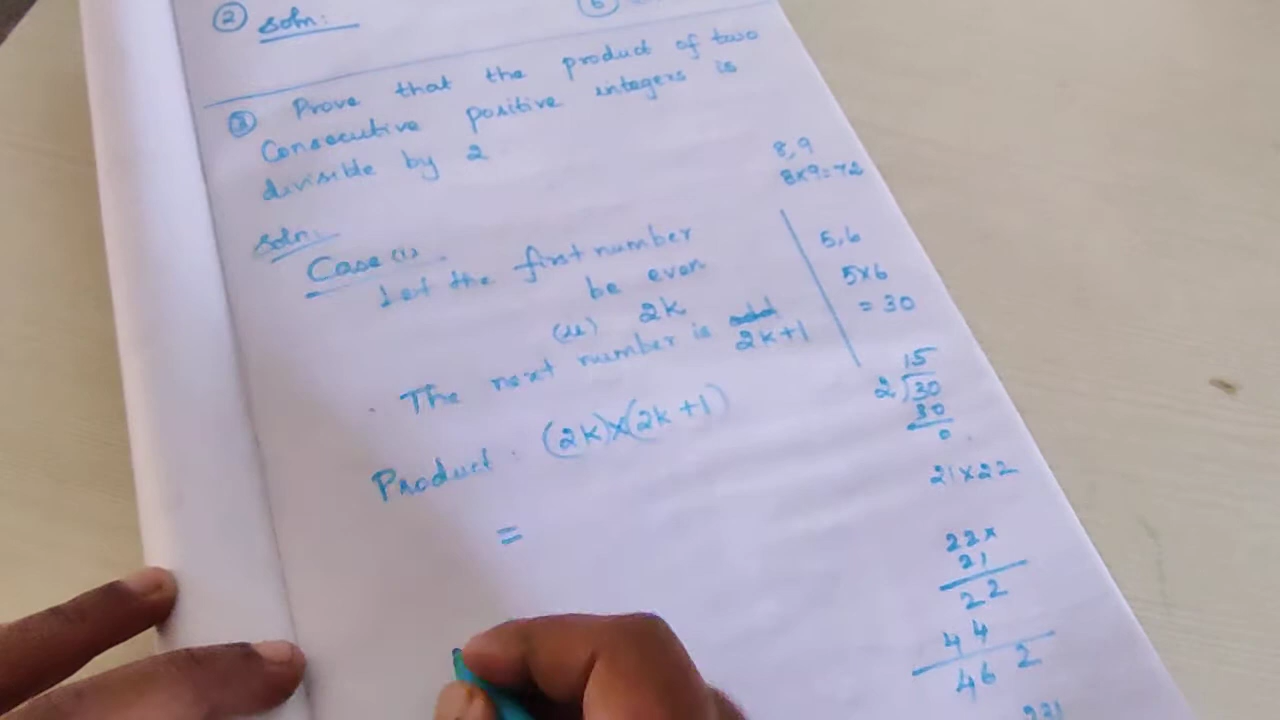 ② Soln:
6
③ Prove that the product of two
Consecutive positive integers is
divisible by 2
Soln:
Case (1)
Let the first number
be even
(ie) 2k
The next number is
2k+1
Product: (2k)×(2k+1)
=
8,9
8×9=72
5,6
5×6
= 30
15
2 30
30
0
21×22
22×
21
22
44
462
231